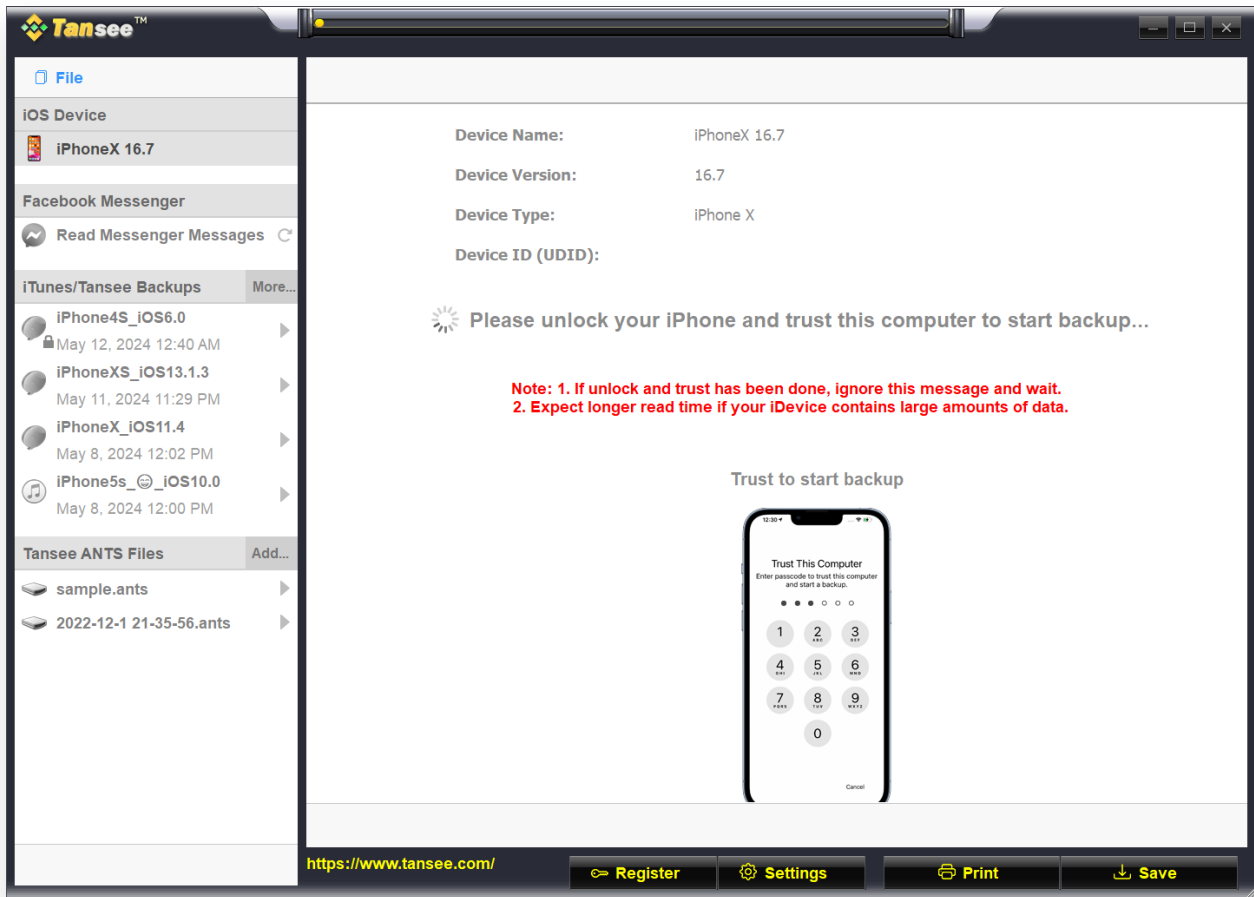 Tansee™
File
iOS Device
iPhoneX 16.7
Facebook Messenger
Read Messenger Messages
iTunes/Tansee Backups More...
iPhone4S_iOS6.0
May 12, 2024 12:40 AM
iPhoneXS_iOS13.1.3
May 11, 2024 11:29 PM
iPhoneX_iOS11.4
May 8, 2024 12:02 PM
iPhone5s_😄_iOS10.0
May 8, 2024 12:00 PM
Tansee ANTS Files Add...
sample.ants
2022-12-1 21-35-56.ants
Device Name: iPhoneX 16.7
Device Version: 16.7
Device Type: iPhone X
Device ID (UDID):
Please unlock your iPhone and trust this computer to start backup...
Note: 1. If unlock and trust has been done, ignore this message and wait.
2. Expect longer read time if your iDevice contains large amounts of data.
Trust to start backup
12:30
Trust This Computer
Enter passcode to trust this computer
and start a backup.
1 2 3
ABC DEF
4 5 6
GHI JKL MNO
7 8 9
PQRS TUV WXYZ
0
Cancel
https://www.tansee.com/ Register Settings Print Save